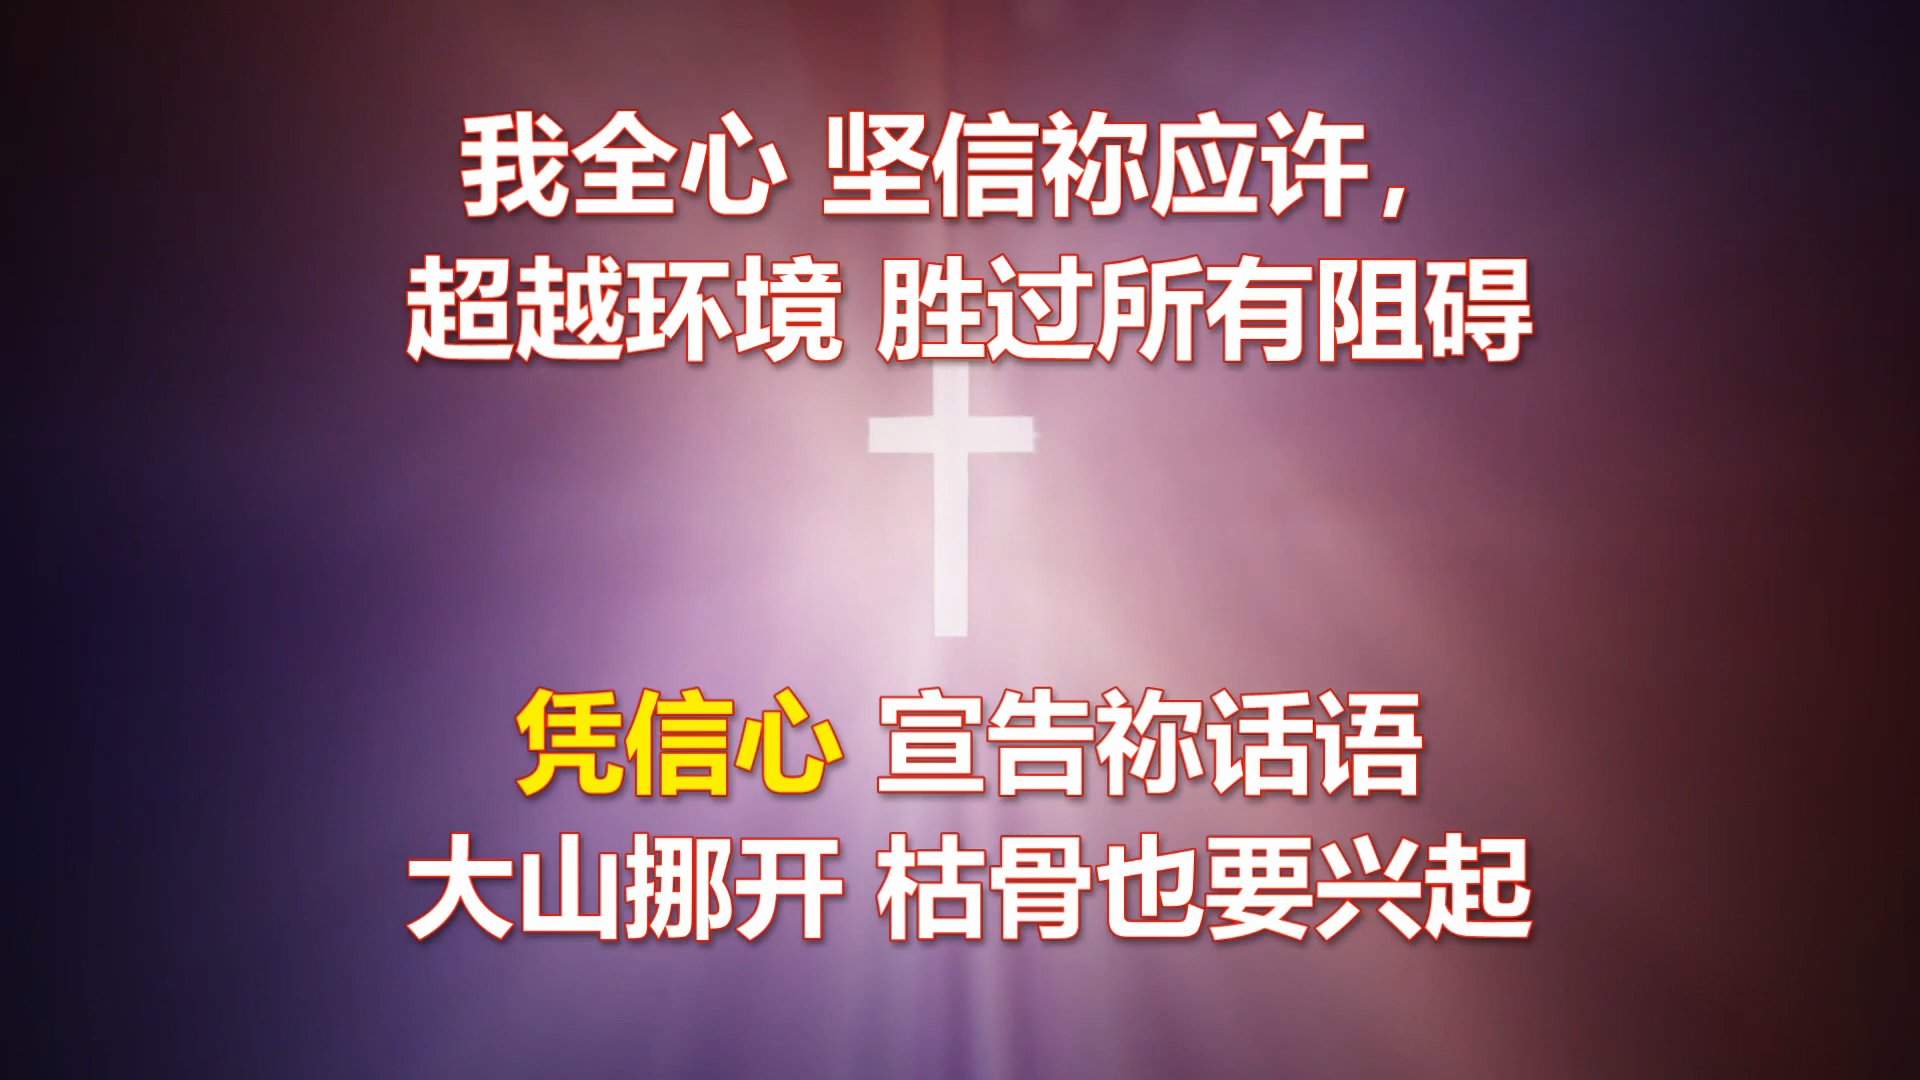 我全心 坚信祢应许，
超越环境 胜过所有阻碍
凭信心 宣告祢话语
大山挪开 枯骨也要兴起